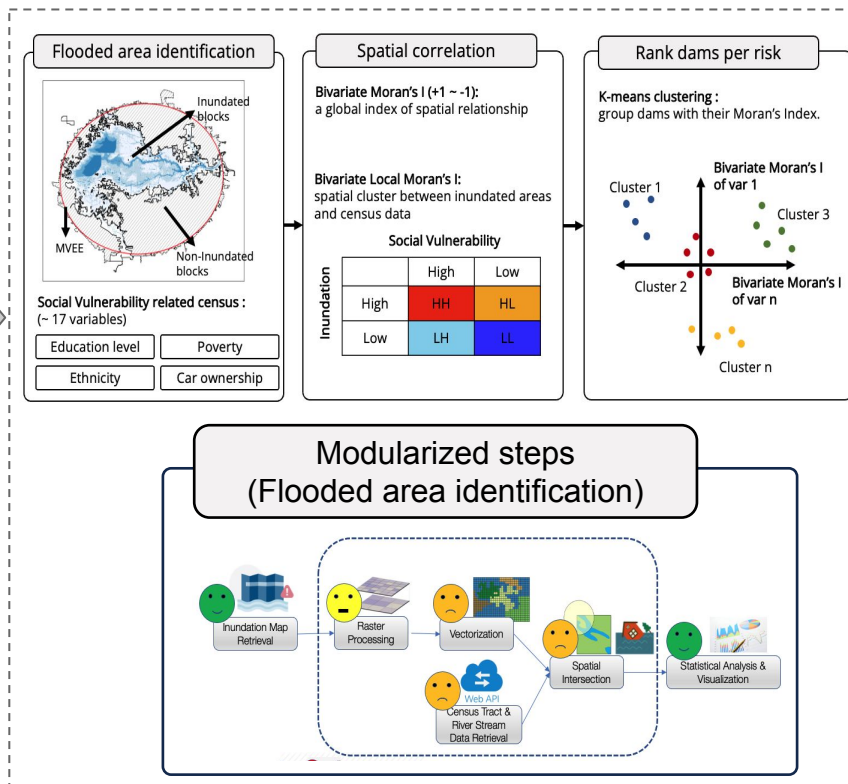 Flooded area identification
Inundated
blocks
MVEE
Non-Inundated
blocks
Social Vulnerability related census :
(~ 17 variables)
Education level
Poverty
Ethnicity
Car ownership
Spatial correlation
Bivariate Moran's I (+1 ~ -1):
a global index of spatial relationship
Bivariate Local Moran's I:
spatial cluster between inundated areas
and census data
Social Vulnerability
Inundation
High
Low
High
HH
HL
Low
LH
LL
Rank dams per risk
K-means clustering :
group dams with their Moran's Index.
Bivariate Moran's I
of var 1
Cluster 1
Cluster 3
Cluster 2
Bivariate Moran's I
of var n
Cluster n
Modularized steps
(Flooded area identification)
Inundation Map
Retrieval
Raster
Processing
Vectorization
Web API
Census Tract &
River Stream
Data Retrieval
Spatial
Intersection
Statistical Analysis &
Visualization